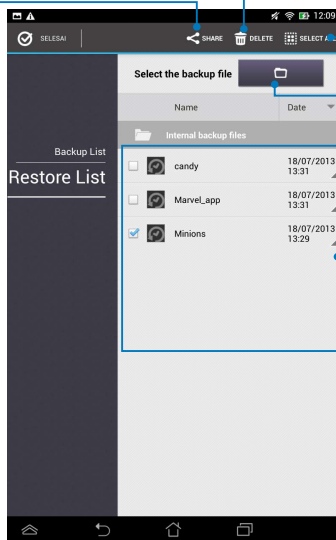 12:09
SELESAI SHARE DELETE SELECT ALL
Select the backup file
Name Date
Internal backup files
Backup List
Restore List
candy 18/07/2013 13:31
Marvel_app 18/07/2013 13:31
Minions 18/07/2013 13:29